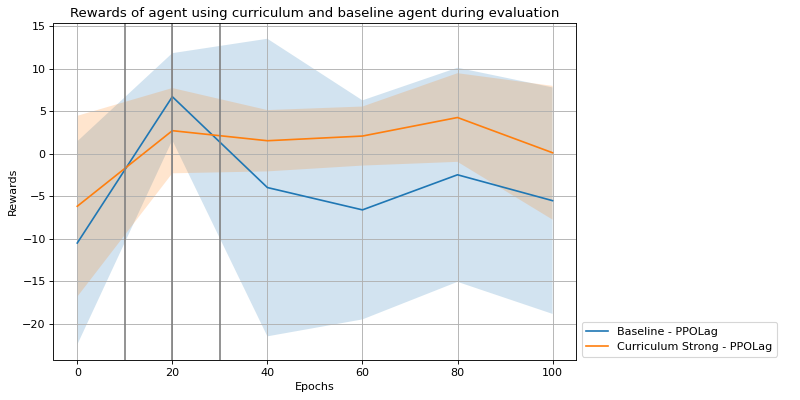 Rewards of agent using curriculum and baseline agent during evaluation
15
10
5
0
−5
−10
−15
−20
Rewards
0 20 40 60 80 100
Epochs
Baseline - PPOLag
Curriculum Strong - PPOLag